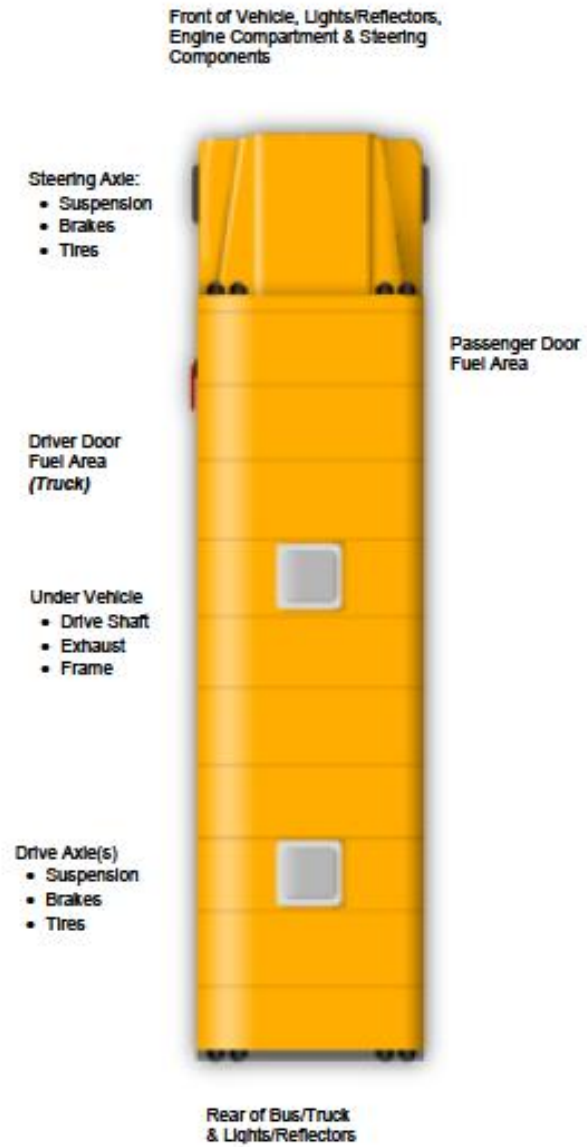 Front of Vehicle, Lights/Reflectors,
Engine Compartment & Steering
Components
Steering Axle:
• Suspension
• Brakes
• Tires
Passenger Door
Fuel Area
Driver Door
Fuel Area
(Truck)
Under Vehicle
• Drive Shaft
• Exhaust
• Frame
Drive Axle(s)
• Suspension
• Brakes
• Tires
Rear of Bus/Truck
& Lights/Reflectors